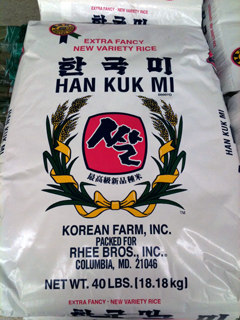 EXTRA FANCY
NEW VARIETY RICE
한국미
HAN KUK MI
쌀
最高級新品種米
KOREAN FARM, INC.
PACKED FOR
RHEE BROS., INC.
COLUMBIA, MD. 21046
NET WT. 40 LBS. (18.18 kg)
EXTRA FANCY - NEW VARIETY RICE